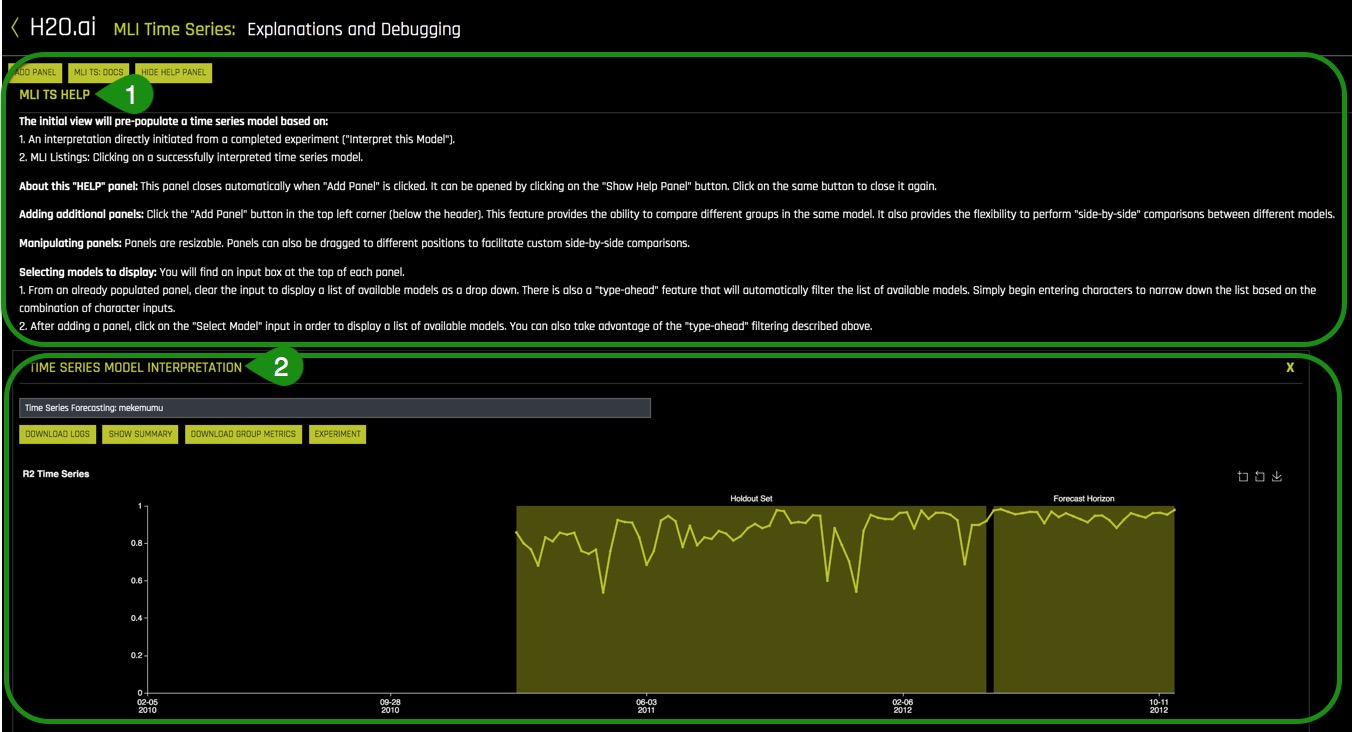 H2O.ai MLI Time Series: Explanations and Debugging
ADD PANEL MLI TS: DOCS HIDE HELP PANEL
MLI TS HELP 1
The initial view will pre-populate a time series model based on:
1. An interpretation directly initiated from a completed experiment ("Interpret this Model").
2. MLI Listings: Clicking on a successfully interpreted time series model.
About this "HELP" panel: This panel closes automatically when "Add Panel" is clicked. It can be opened by clicking on the "Show Help Panel" button. Click on the same button to close it again.
Adding additional panels: Click the "Add Panel" button in the top left corner (below the header). This feature provides the ability to compare different groups in the same model. It also provides the flexibility to perform "side-by-side" comparisons between different models.
Manipulating panels: Panels are resizable. Panels can also be dragged to different positions to facilitate custom side-by-side comparisons.
Selecting models to display: You will find an input box at the top of each panel.
1. From an already populated panel, clear the input to display a list of available models as a drop down. There is also a "type-ahead" feature that will automatically filter the list of available models. Simply begin entering characters to narrow down the list based on the
combination of character inputs.
2. After adding a panel, click on the "Select Model" input in order to display a list of available models. You can also take advantage of the "type-ahead" filtering described above.
TIME SERIES MODEL INTERPRETATION 2 X
Time Series Forecasting: mekemumu
DOWNLOAD LOGS SHOW SUMMARY DOWNLOAD GROUP METRICS EXPERIMENT
R2 Time Series
Holdout Set Forecast Horizon
1
0.8
0.6
0.4
0.2
0
02-05 09-28 06-03 02-06 10-11
2010 2010 2011 2012 2012